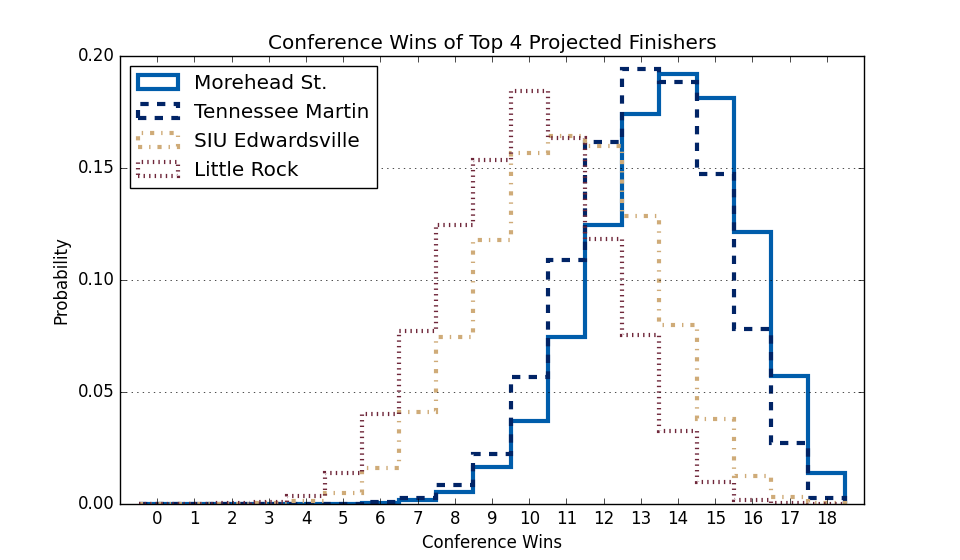 Conference Wins of Top 4 Projected Finishers
Morehead St.
Tennessee Martin
SIU Edwardsville
Little Rock
0.20
0.15
0.10
0.05
0.00
Probability
0 1 2 3 4 5 6 7 8 9 10 11 12 13 14 15 16 17 18
Conference Wins